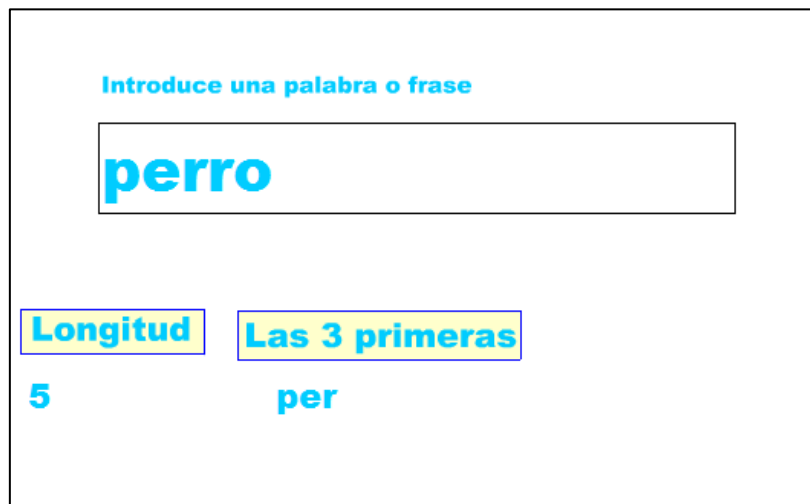 Introduce una palabra o frase
perro
Longitud
Las 3 primeras
5
per